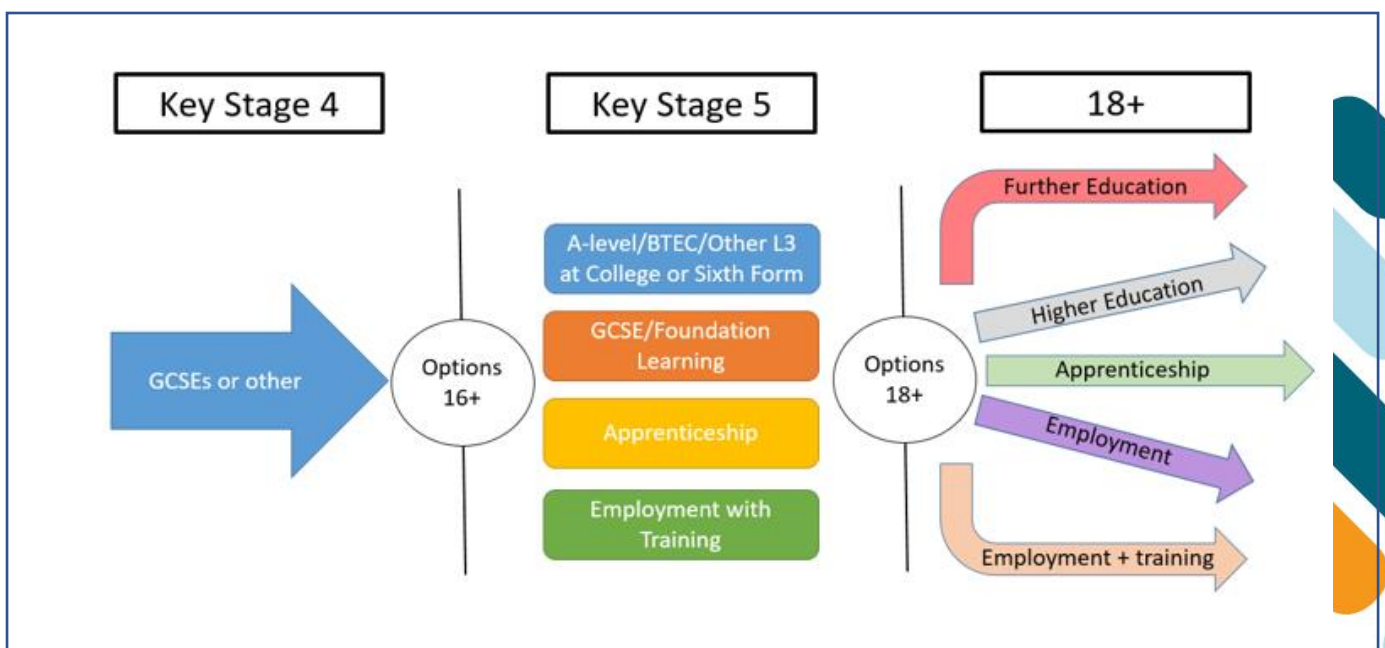 Key Stage 4
Key Stage 5
18+
GCSEs or other
Options
16+
A-level/BTEC/Other L3
at College or Sixth Form
GCSE/Foundation
Learning
Apprenticeship
Employment with
Training
Options
18+
Further Education
Higher Education
Apprenticeship
Employment
Employment + training